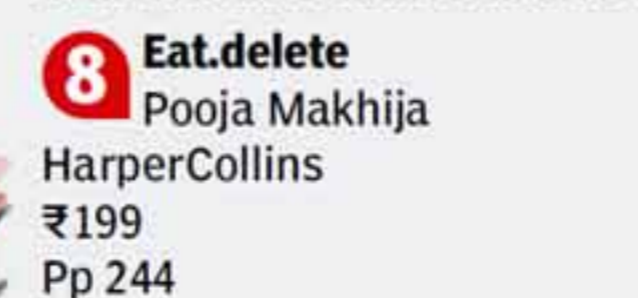 8 Eat.delete
Pooja Makhija
HarperCollins
₹199
Pp 244